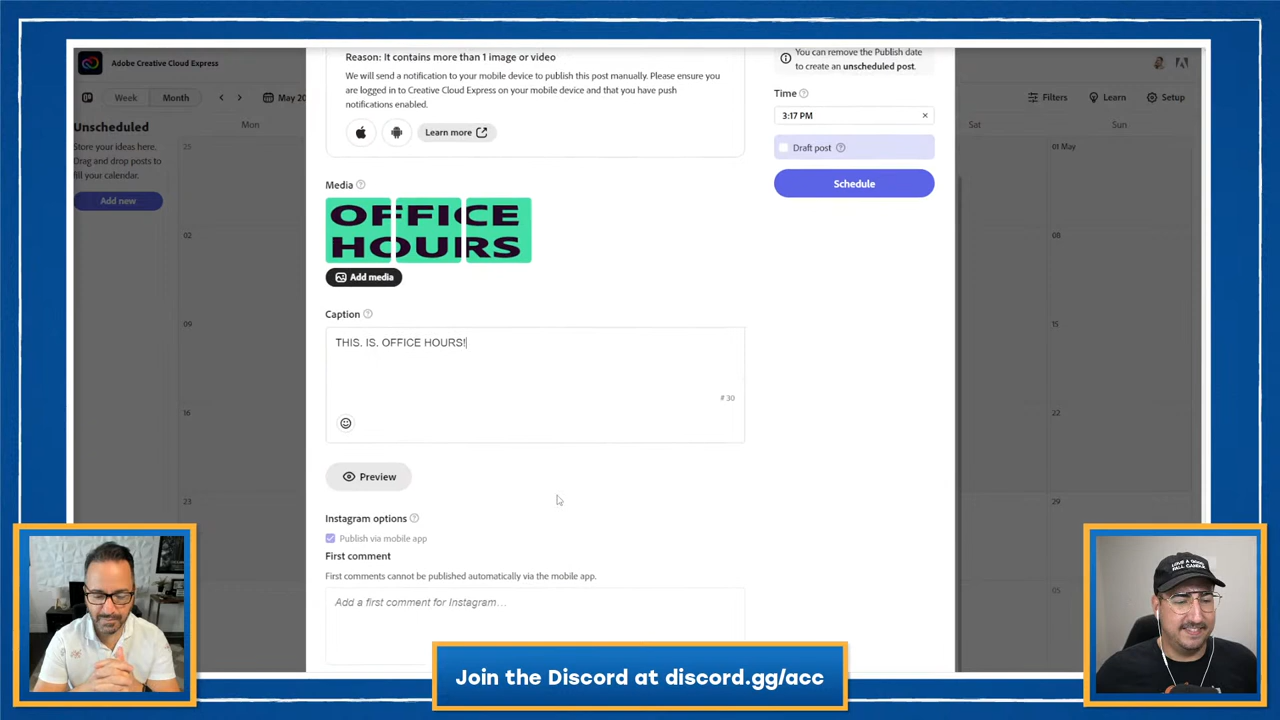 Adobe Creative Cloud Express
Week
Month
May 20
Filters
Learn
Setup
Unscheduled
Store your ideas here.
Drag and drop posts to
fill your calendar.
Add new
Mon
Sat
Sun
25
02
09
16
23
01 May
08
15
22
29
05
Reason: It contains more than 1 image or video
We will send a notification to your mobile device to publish this post manually. Please ensure you
are logged in to Creative Cloud Express on your mobile device and that you have push
notifications enabled.
Learn more
Media
OFFICE
HOURS
Add media
Caption
THIS. IS. OFFICE HOURS!
# 30
Preview
Instagram options
Publish via mobile app
First comment
First comments cannot be published automatically via the mobile app.
Add a first comment for Instagram…
You can remove the Publish date
to create an unscheduled post.
Time
3:17 PM
Draft post
Schedule
LOVE A GOOD
Join the Discord at discord.gg/acc